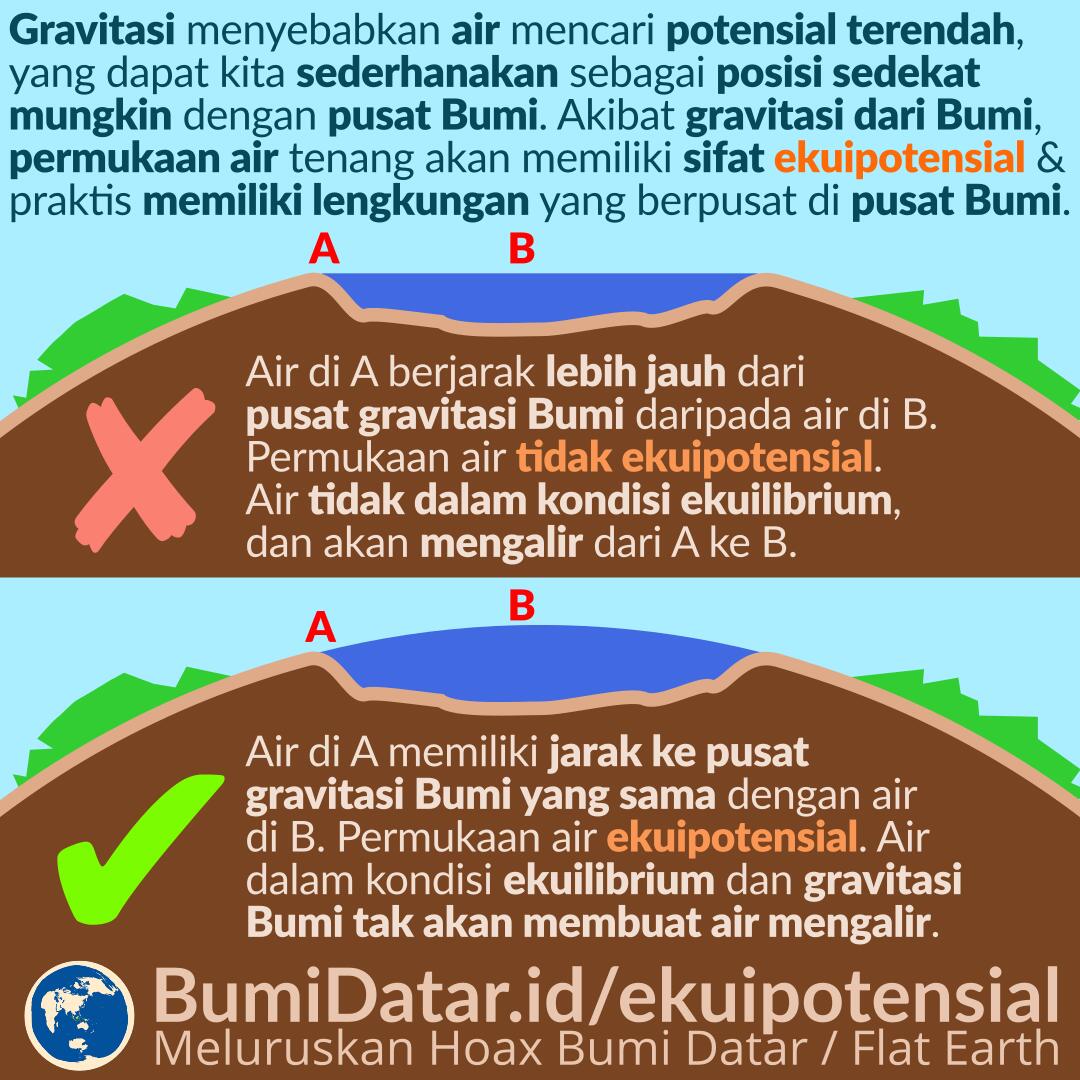 Gravitasi menyebabkan air mencari potensial terendah,
yang dapat kita sederhanakan sebagai posisi sedekat
mungkin dengan pusat Bumi. Akibat gravitasi dari Bumi,
permukaan air tenang akan memiliki sifat ekuipotensial &
praktis memiliki lengkungan yang berpusat di pusat Bumi.
A B
Air di A berjarak lebih jauh dari
pusat gravitasi Bumi daripada air di B.
Permukaan air tidak ekuipotensial.
Air tidak dalam kondisi ekuilibrium,
dan akan mengalir dari A ke B.
A B
Air di A memiliki jarak ke pusat
gravitasi Bumi yang sama dengan air
di B. Permukaan air ekuipotensial. Air
dalam kondisi ekuilibrium dan gravitasi
Bumi tak akan membuat air mengalir.
BumiDatar.id/ekuipotensial
Meluruskan Hoax Bumi Datar / Flat Earth